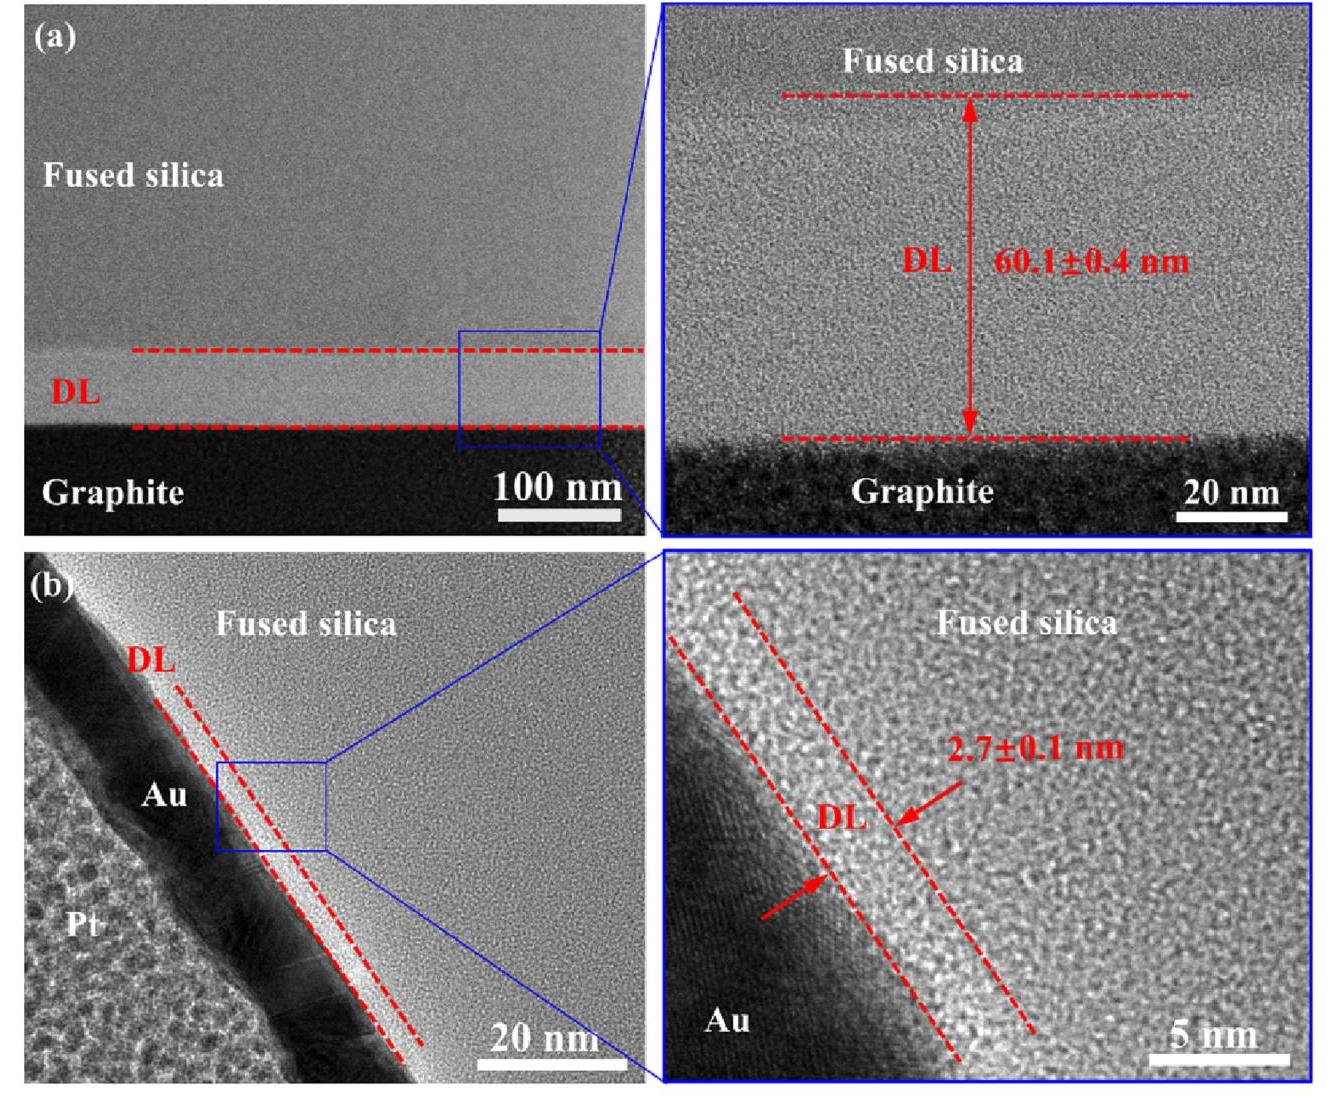 (a)
Fused silica
DL
Graphite
100 nm
Fused silica
DL 60.1±0.4 nm
Graphite
20 nm
(b)
Fused silica
DL
Au
Pt
20 nm
Fused silica
2.7±0.1 nm
DL
Au
5 nm